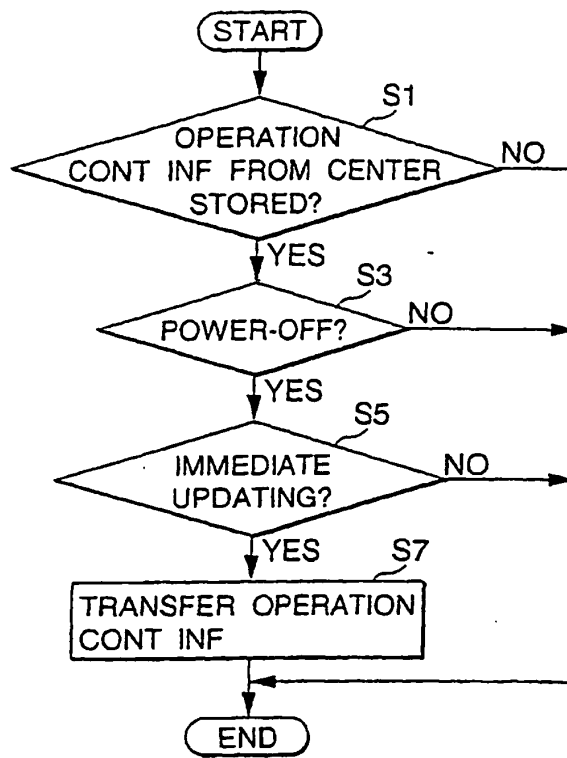 START
S1
OPERATION
CONT INF FROM CENTER
STORED?
NO
YES
S3
POWER-OFF?
NO
YES
S5
IMMEDIATE
UPDATING?
NO
YES
S7
TRANSFER OPERATION
CONT INF
END